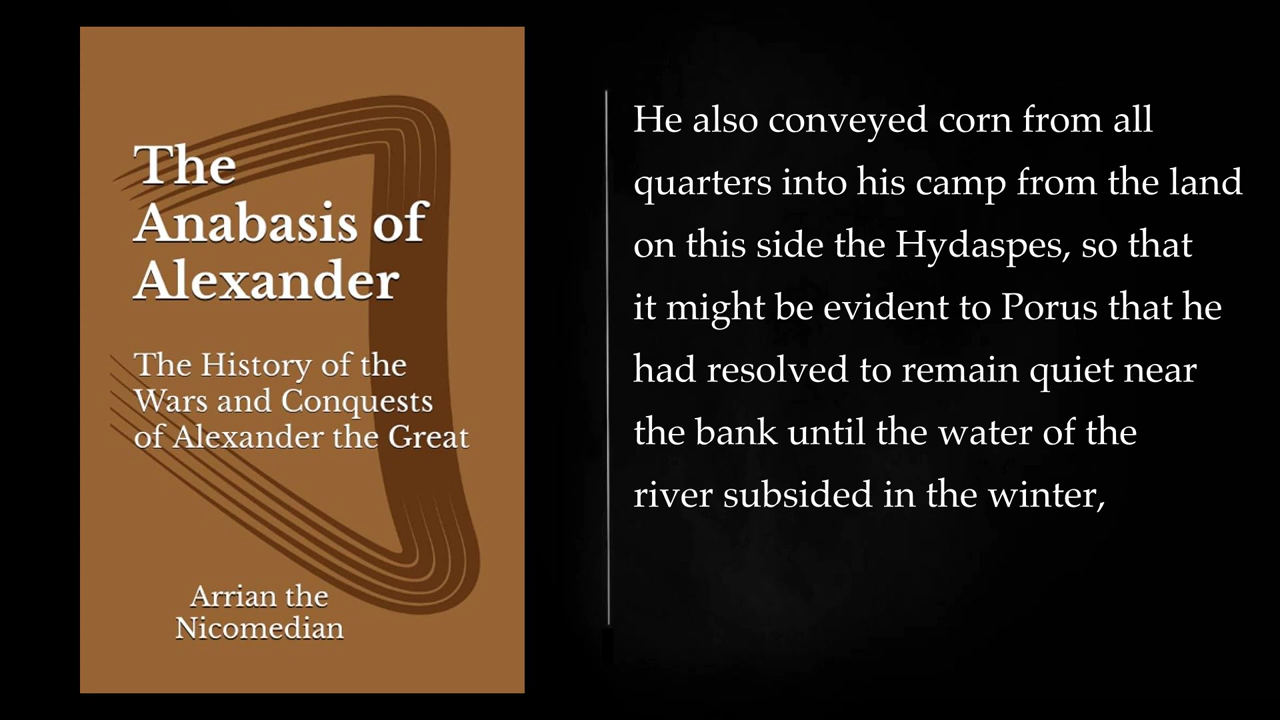 The
Anabasis of
Alexander
The History of the
Wars and Conquests
of Alexander the Great
Arrian the
Nicomedian
He also conveyed corn from all
quarters into his camp from the land
on this side the Hydaspes, so that
it might be evident to Porus that he
had resolved to remain quiet near
the bank until the water of the
river subsided in the winter,